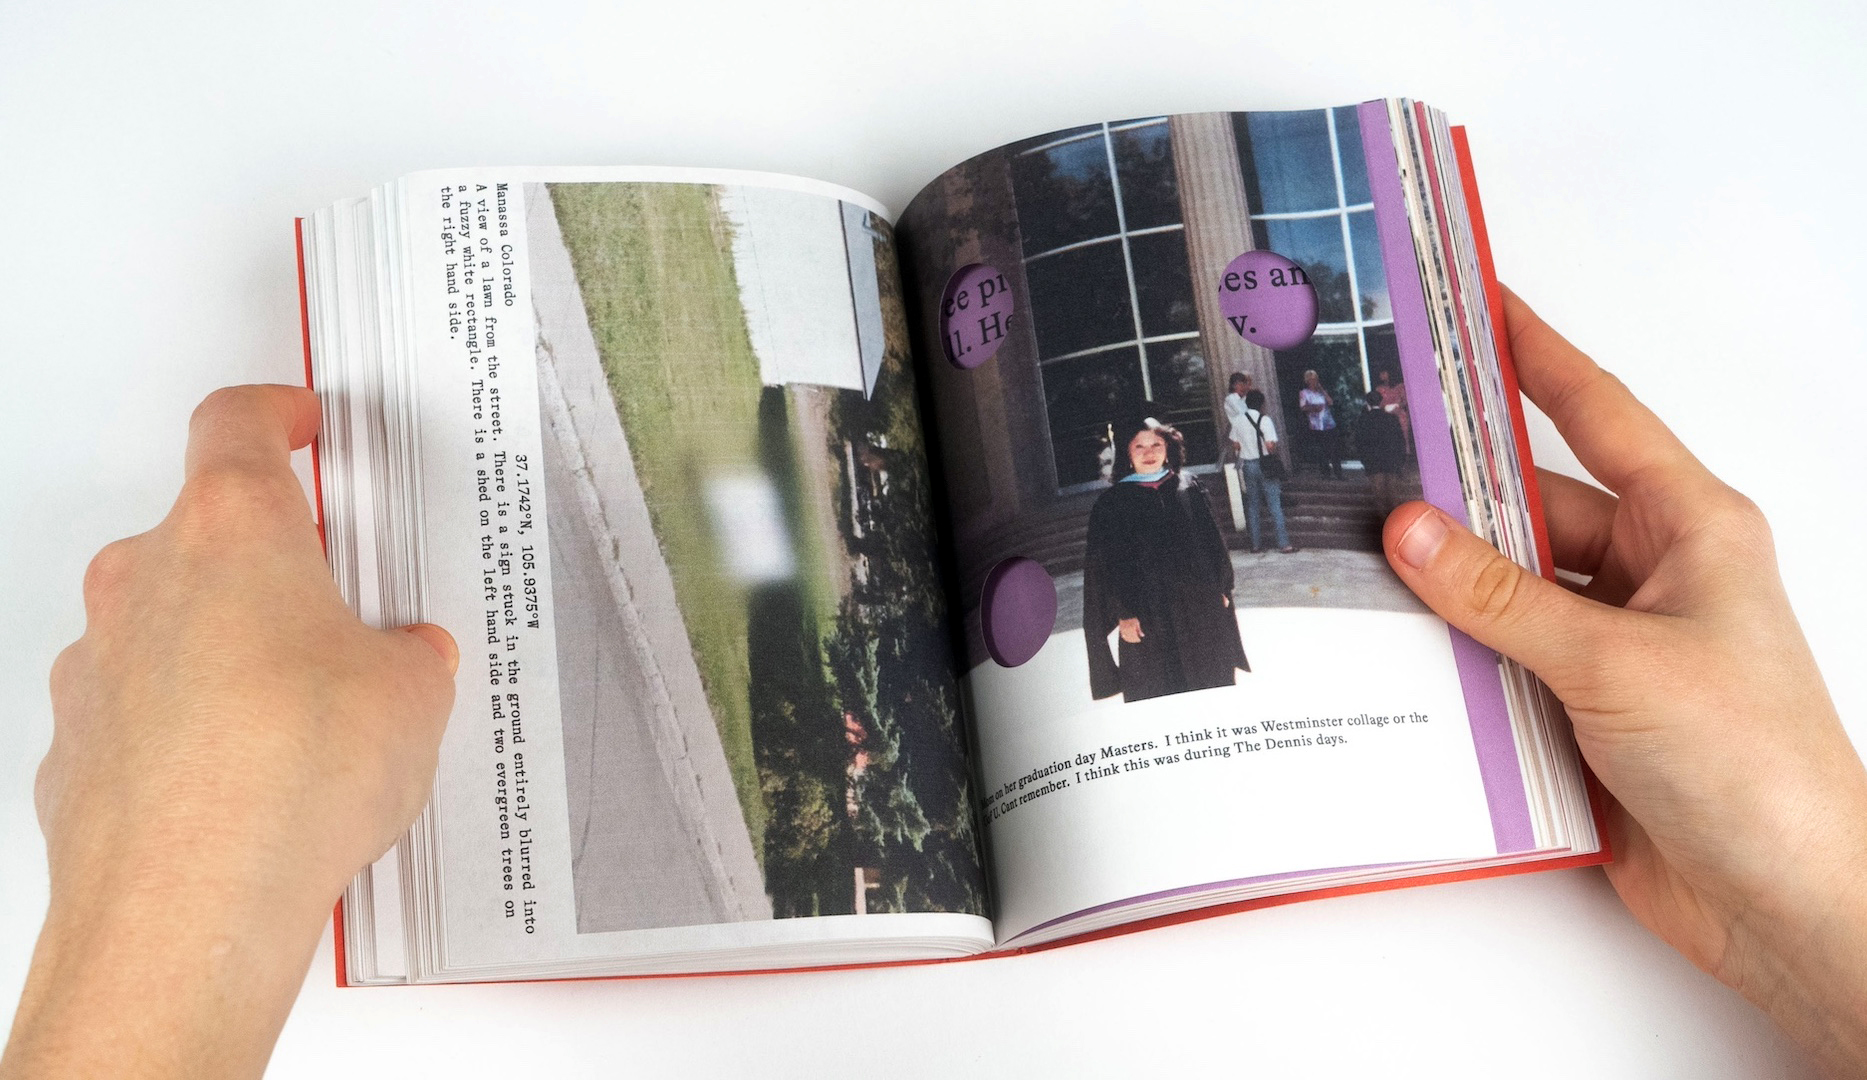 Manassa Colorado 37.1742°N, 105.9375°W
A view of a lawn from the street. There is a sign stuck in the ground entirely blurred into
a fuzzy white rectangle. There is a shed on the left hand side and two evergreen trees on
the right hand side.
ee pr es an
ll. He v.
Mom on her graduation day Masters. I think it was Westminster collage or the
of U. Cant remember. I think this was during The Dennis days.